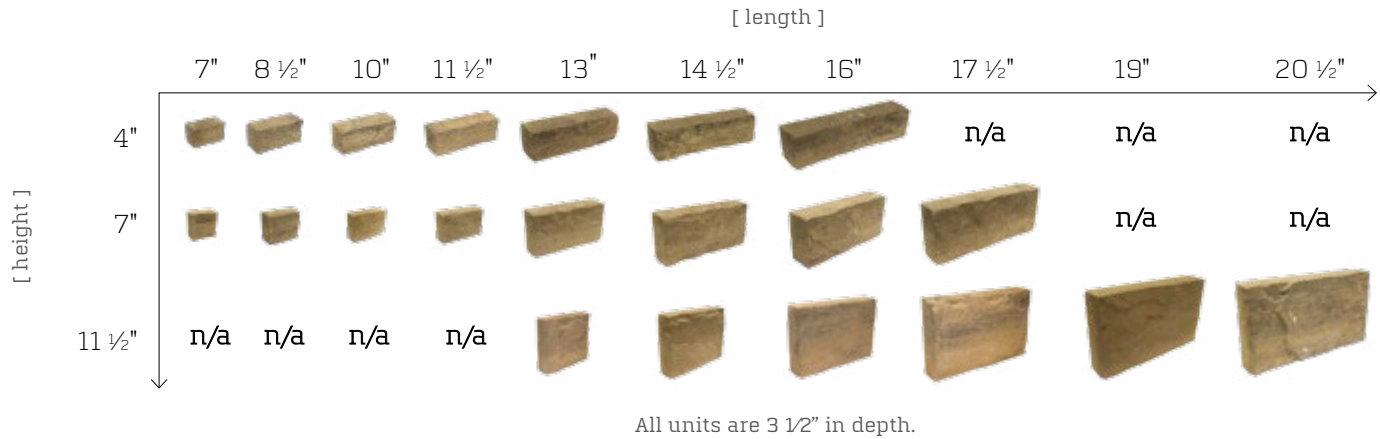 [ length ]
7" 8 ½" 10" 11 ½" 13" 14 ½" 16" 17 ½" 19" 20 ½"
4" n/a n/a n/a
[ height ]
7" n/a n/a
11 ½" n/a n/a n/a n/a
All units are 3 1/2” in depth.